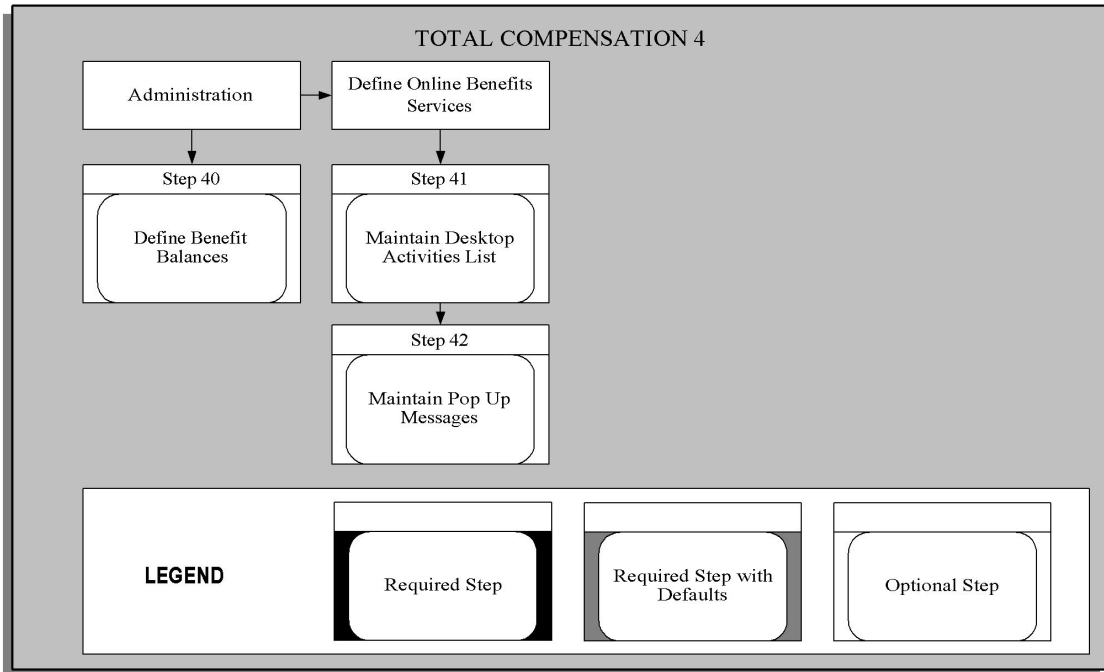 TOTAL COMPENSATION 4
Administration
Define Online Benefits
Services
Step 40
Define Benefit
Balances
Step 41
Maintain Desktop
Activities List
Step 42
Maintain Pop Up
Messages
LEGEND
Required Step
Required Step with
Defaults
Optional Step